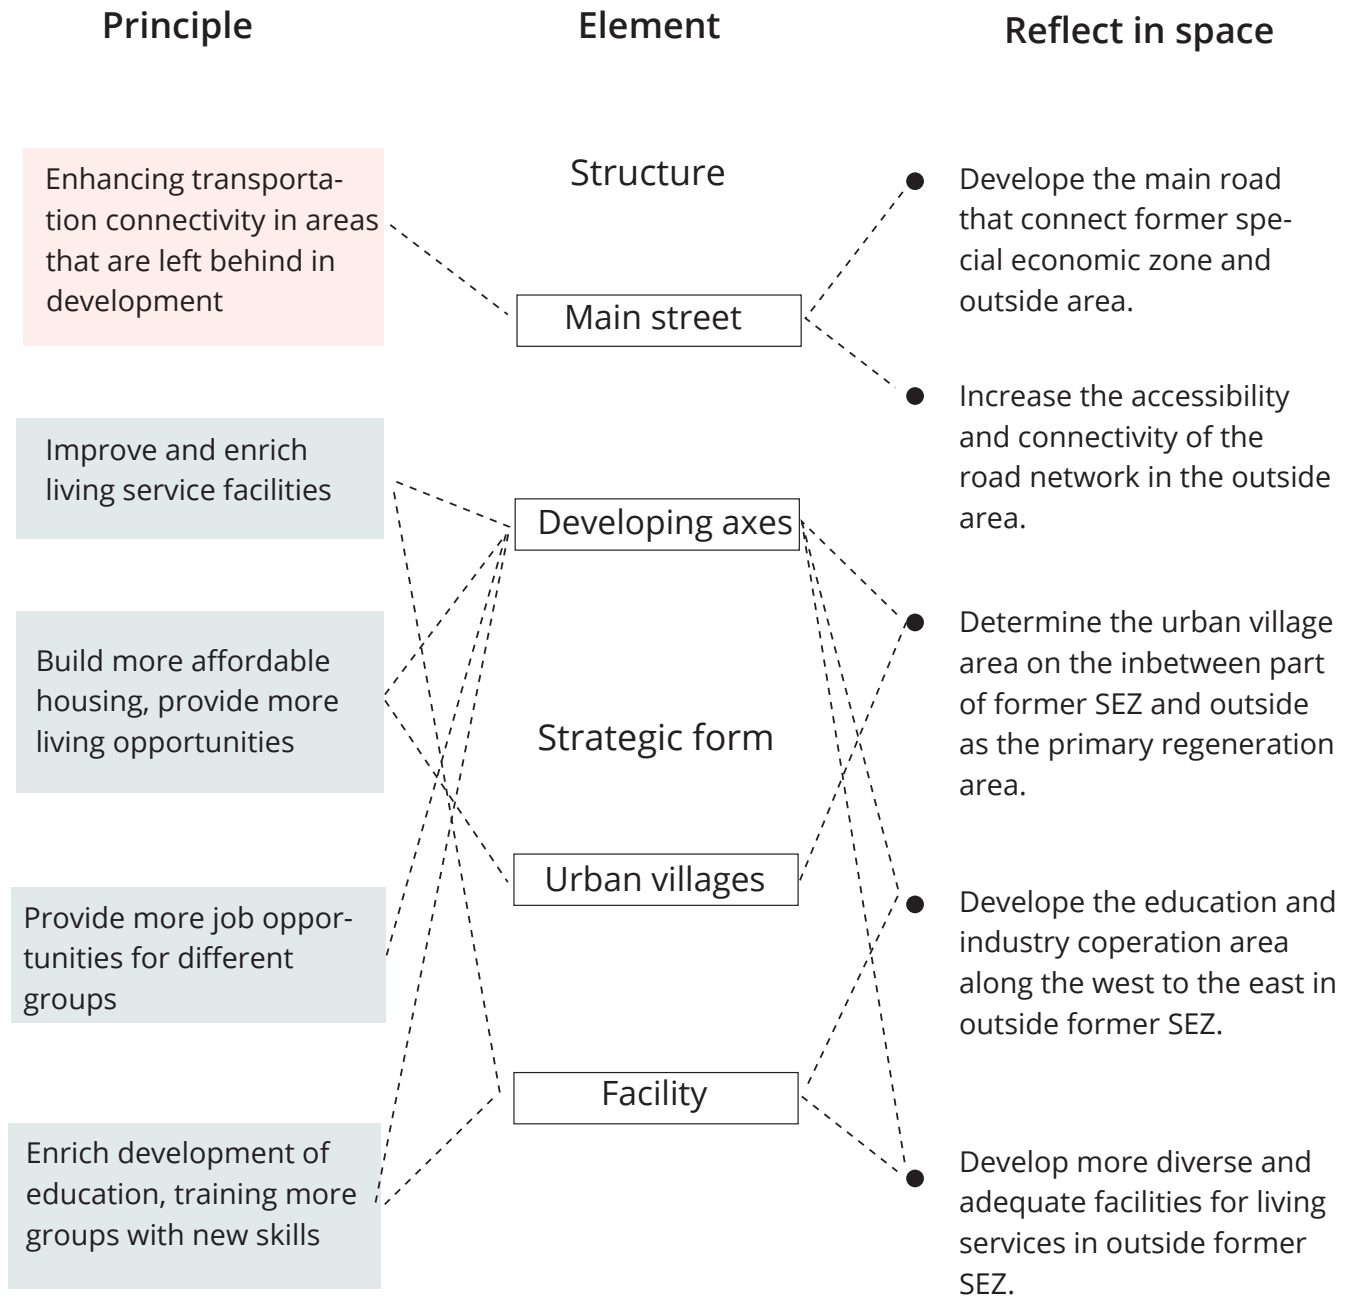 Principle
Element
Reflect in space
Enhancing transporta-
tion connectivity in areas
that are left behind in
development
Improve and enrich
living service facilities
Build more affordable
housing, provide more
living opportunities
Provide more job oppor-
tunities for different
groups
Enrich development of
education, training more
groups with new skills
Structure
Main street
Developing axes
Strategic form
Urban villages
Facility
Develope the main road
that connect former spe-
cial economic zone and
outside area.
Increase the accessibility
and connectivity of the
road network in the outside
area.
Determine the urban village
area on the inbetween part
of former SEZ and outside
as the primary regeneration
area.
Develope the education and
industry coperation area
along the west to the east in
outside former SEZ.
Develop more diverse and
adequate facilities for living
services in outside former
SEZ.